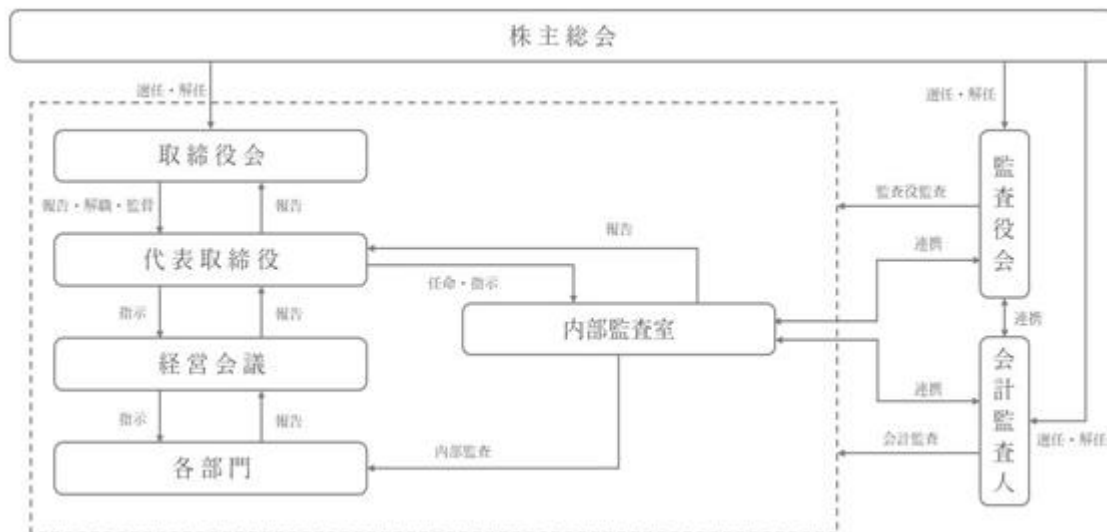 株主総会
選任・解任
選任・解任
取締役会
監査役会
監査役監査
報告・解職・監督
報告
報告
連携
代表取締役
任命・指示
指示
報告
内部監査室
連携
経営会議
会計監査人
連携
指示
報告
会計監査
選任・解任
内部監査
各部門